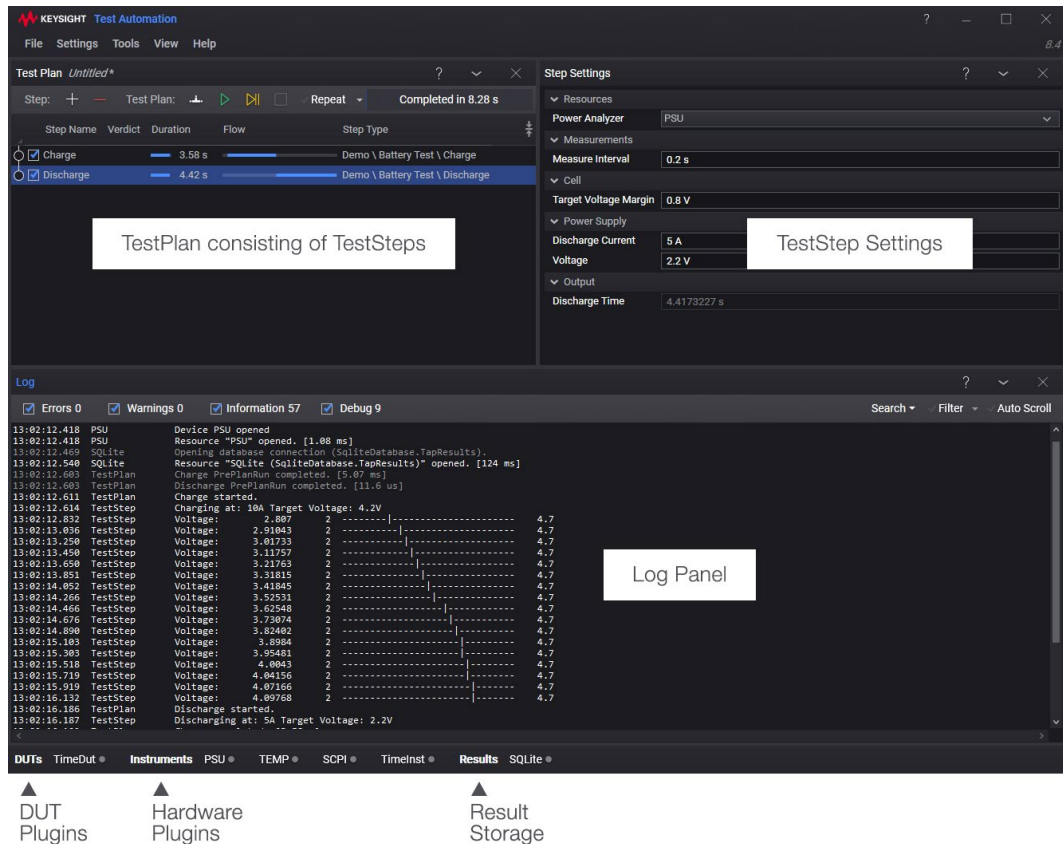 KEYSIGHT Test Automation
File Settings Tools View Help 8.4
Test Plan Untitled*
Step: Test Plan: Repeat Completed in 8.28 s
Step Name Verdict Duration Flow Step Type
Charge 3.58 s Demo \ Battery Test \ Charge
Discharge 4.42 s Demo \ Battery Test \ Discharge
TestPlan consisting of TestSteps
Step Settings
Resources
Power Analyzer PSU
Measurements
Measure Interval 0.2 s
Cell
Target Voltage Margin 0.8 V
Power Supply
Discharge Current 5 A
Voltage 2.2 V
Output
Discharge Time 4.4173227 s
TestStep Settings
Log
Errors 0 Warnings 0 Information 57 Debug 9 Search Filter Auto Scroll
13:02:12.418 PSU Device PSU opened
13:02:12.418 PSU Resource "PSU" opened. [1.08 ms]
13:02:12.469 SQLite Opening database connection (SqliteDatabase.TapResults).
13:02:12.540 SQLite Resource "SQLite (SqliteDatabase.TapResults)" opened. [124 ms]
13:02:12.603 TestPlan Charge PrePlanRun completed. [5.07 ms]
13:02:12.603 TestPlan Discharge PrePlanRun completed. [11.6 us]
13:02:12.611 TestPlan Charge started.
13:02:12.614 TestStep Charging at: 10A Target Voltage: 4.2V
13:02:12.832 TestStep Voltage: 2.807 2 --------|---------------------- 4.7
13:02:13.036 TestStep Voltage: 2.91043 2 ----------|-------------------- 4.7
13:02:13.250 TestStep Voltage: 3.01733 2 -----------|------------------- 4.7
13:02:13.450 TestStep Voltage: 3.11757 2 ------------|------------------ 4.7
13:02:13.650 TestStep Voltage: 3.21763 2 -------------|----------------- 4.7
13:02:13.851 TestStep Voltage: 3.31815 2 --------------|---------------- 4.7
13:02:14.052 TestStep Voltage: 3.41845 2 ---------------|--------------- 4.7
13:02:14.266 TestStep Voltage: 3.52531 2 ----------------|-------------- 4.7
13:02:14.466 TestStep Voltage: 3.62548 2 ------------------|------------ 4.7
13:02:14.676 TestStep Voltage: 3.73074 2 -------------------|----------- 4.7
13:02:14.890 TestStep Voltage: 3.82402 2 --------------------|---------- 4.7
13:02:15.103 TestStep Voltage: 3.8984 2 ---------------------|--------- 4.7
13:02:15.303 TestStep Voltage: 3.95481 2 ---------------------|--------- 4.7
13:02:15.518 TestStep Voltage: 4.0043 2 ----------------------|-------- 4.7
13:02:15.719 TestStep Voltage: 4.04156 2 ----------------------|-------- 4.7
13:02:15.919 TestStep Voltage: 4.07166 2 -----------------------|------- 4.7
13:02:16.132 TestStep Voltage: 4.09768 2 -----------------------|------- 4.7
13:02:16.186 TestPlan Discharge started.
13:02:16.187 TestStep Discharging at: 5A Target Voltage: 2.2V
Log Panel
DUTs TimeDut Instruments PSU TEMP SCPI TimeInst Results SQLite
DUT
Plugins
Hardware
Plugins
Result
Storage